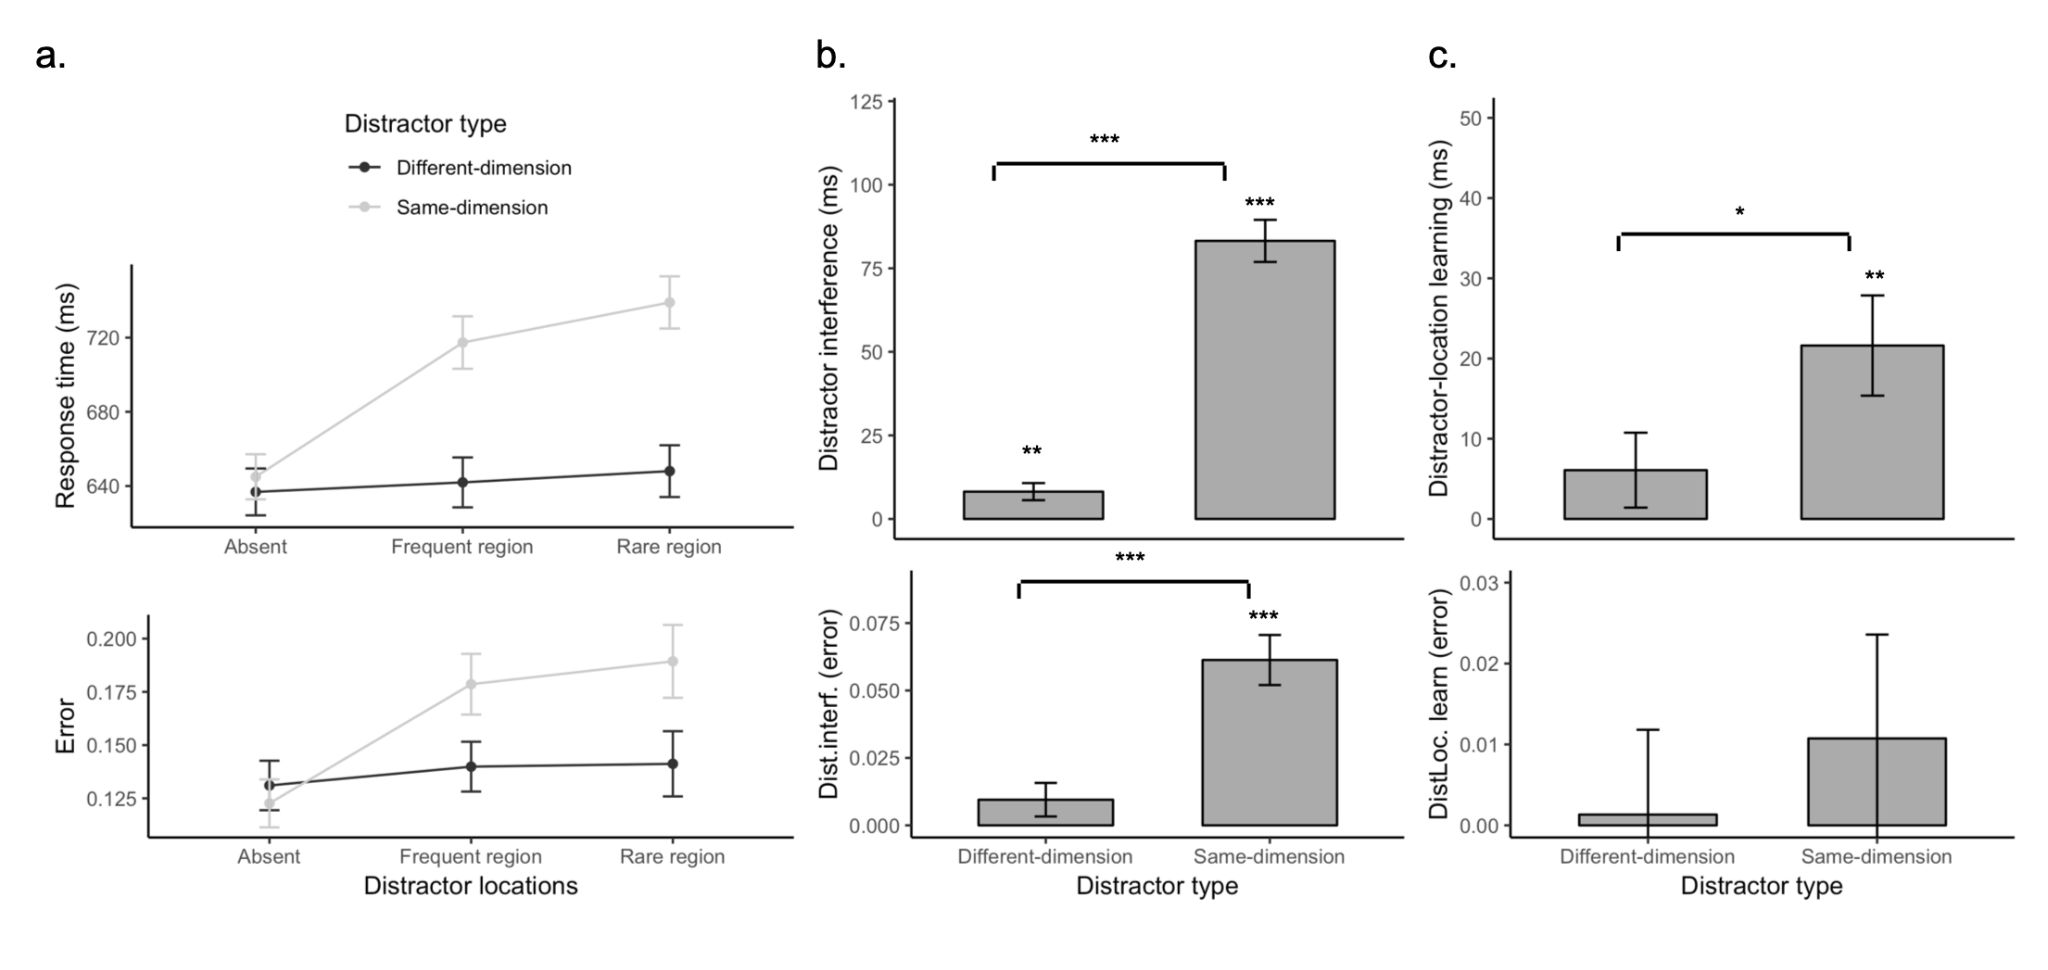 a.
Distractor type
Different-dimension
Same-dimension
Response time (ms)
720
680
640
Absent
Frequent region
Rare region
Error
0.200
0.175
0.150
0.125
Absent
Frequent region
Rare region
Distractor locations
b.
Distractor interference (ms)
125
100
75
50
25
0
***
**
***
Dist.interf. (error)
0.075
0.050
0.025
0.000
***
***
Different-dimension
Same-dimension
Distractor type
c.
Distractor-location learning (ms)
50
40
30
20
10
0
*
**
DistLoc. learn (error)
0.03
0.02
0.01
0.00
Different-dimension
Same-dimension
Distractor type